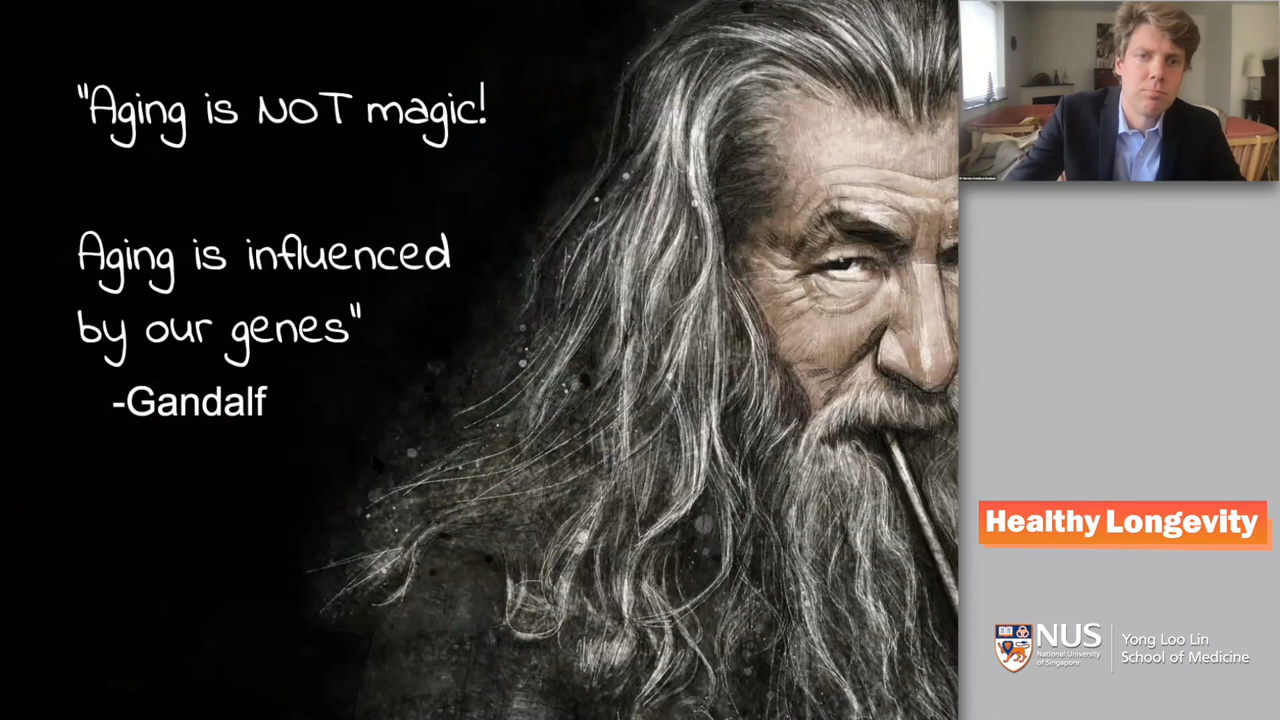 "Aging is NOT magic!
Aging is influenced
by our genes"
-Gandalf
Healthy Longevity
NUS
National University
of Singapore
Yong Loo Lin
School of Medicine